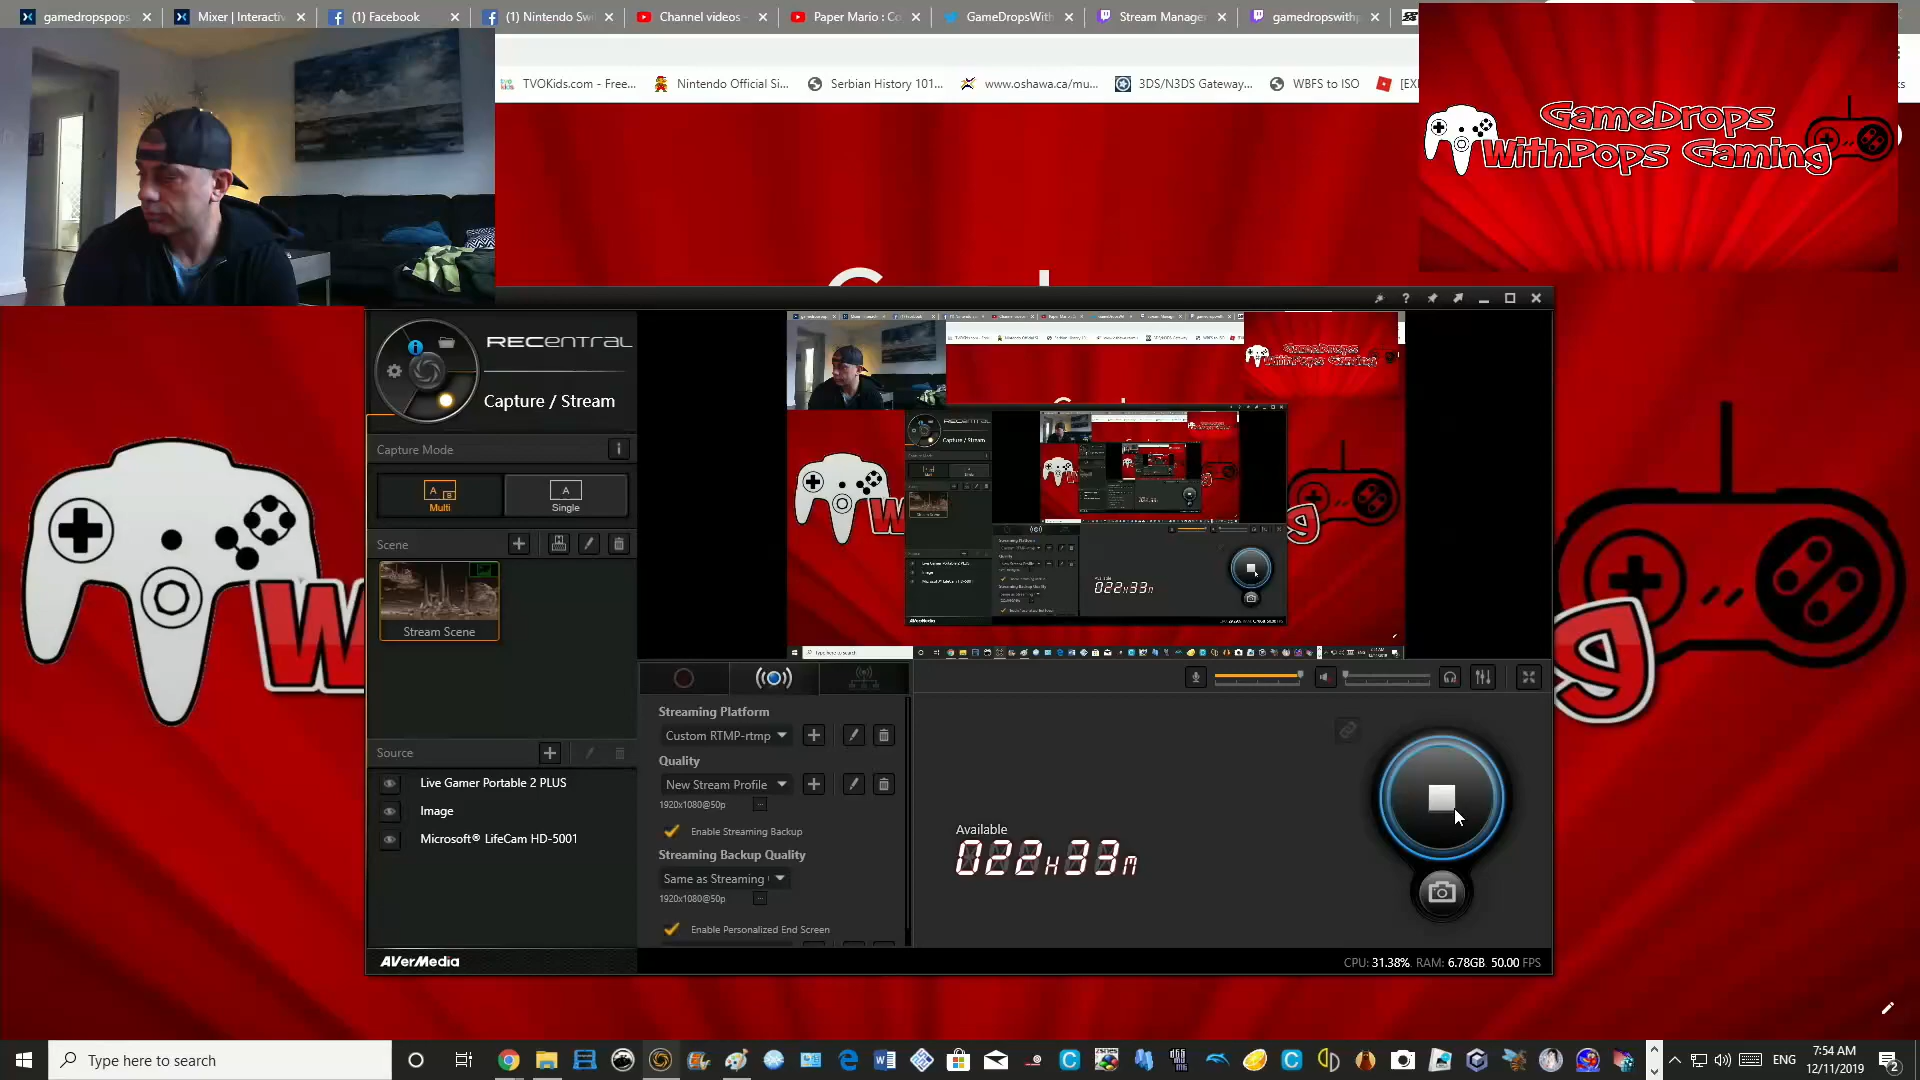 gamedropspops
Mixer | Interactiv
(1) Facebook
(1) Nintendo Swi
Channel videos -
Paper Mario : Co
GameDropsWith
Stream Manage
gamedropswithp
TVOKids.com - Free...
Nintendo Official Si...
Serbian History 101...
www.oshawa.ca/mu...
3DS/N3DS Gateway...
WBFS to ISO
GameDrops
WithPops Gaming
RECENTRAL
Capture / Stream
Capture Mode
Multi
Single
Scene
Stream Scene
Source
Live Gamer Portable 2 PLUS
Image
Microsoft® LifeCam HD-5001
AVerMedia
Streaming Platform
Custom RTMP-rtmp
Quality
New Stream Profile
1920x1080@50p
Enable Streaming Backup
Streaming Backup Quality
Same as Streaming
1920x1080@50p
Enable Personalized End Screen
Available
022H33M
CPU: 31.38% RAM: 6.78GB 50.00 FPS
Type here to search
ENG
7:54 AM
12/11/2019
2